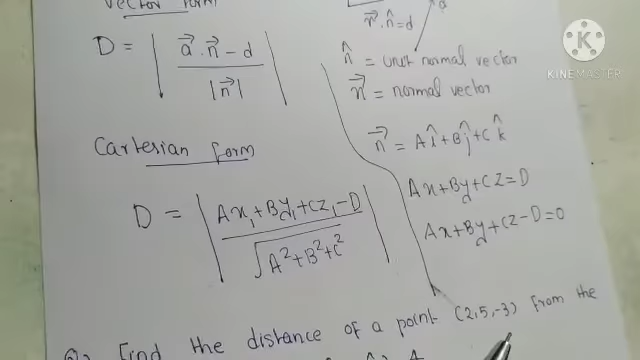 Vector form
D = | (a⃗ . n⃗ – d) / |n⃗| |
r⃗ . n̂ = d
a⃗
n̂ = unit normal vector
n⃗ = normal vector
n⃗ = Aî + Bĵ + Ck̂
Ax + By + Cz = D
Ax + By + Cz – D = 0
Cartesian form
D = | (Ax₁ + By₁ + Cz₁ – D) / √(A² + B² + C²) |
Find the distance of a point (2,5,-3) from the
KINEMASTER